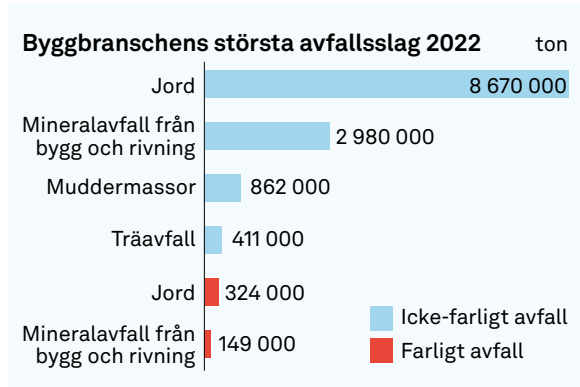 Byggbranschens största avfallsslag 2022 ton
Jord 8 670 000
Mineralavfall från
bygg och rivning 2 980 000
Muddermassor 862 000
Träavfall 411 000
Jord 324 000
Mineralavfall från
bygg och rivning 149 000
Icke-farligt avfall
Farligt avfall